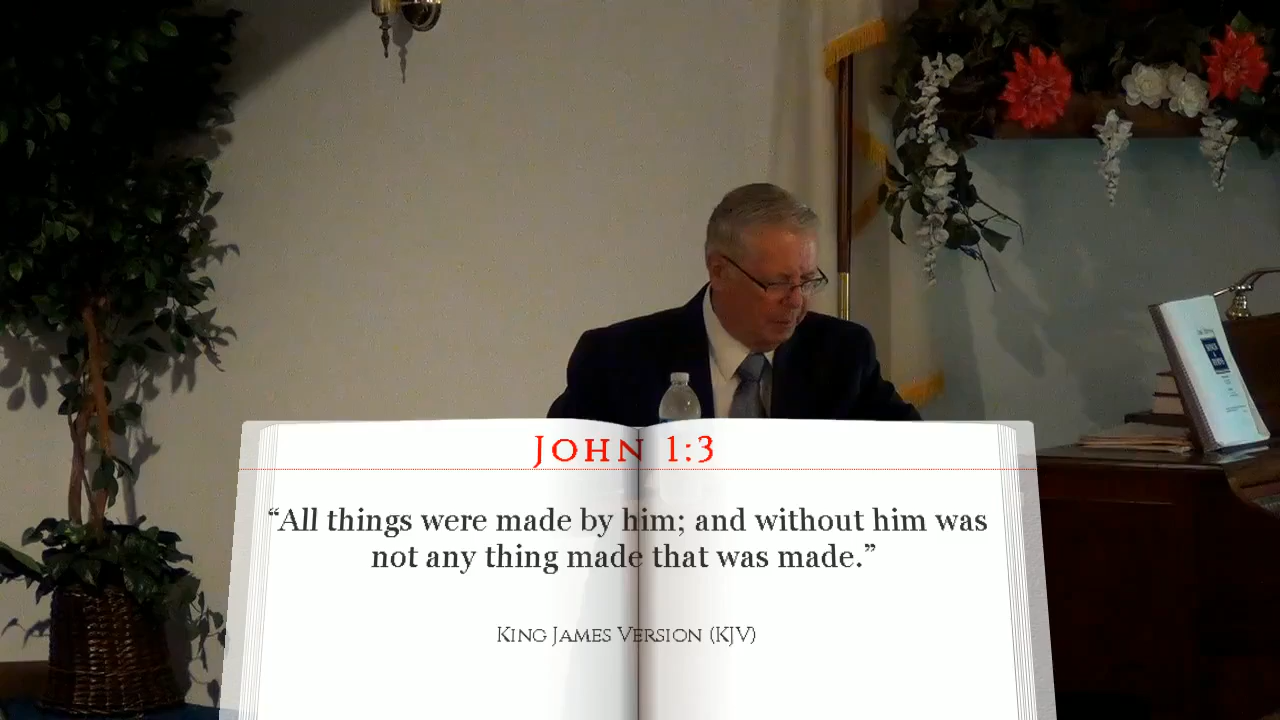 JOHN 1:3
“All things were made by him; and without him was
not any thing made that was made.”
KING JAMES VERSION (KJV)